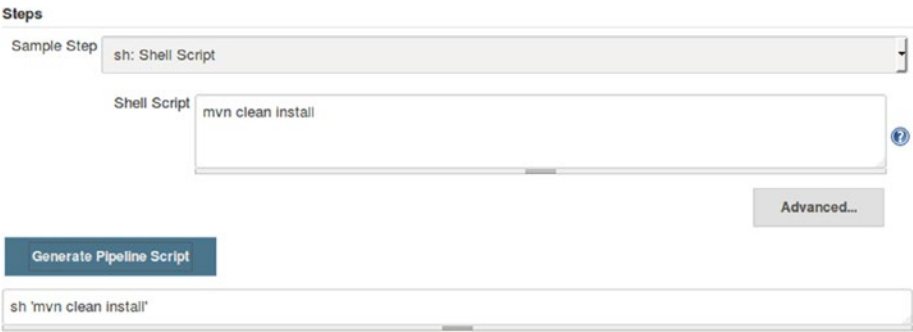 Steps
Sample Step
sh: Shell Script
Shell Script
mvn clean install
Advanced...
Generate Pipeline Script
sh 'mvn clean install'